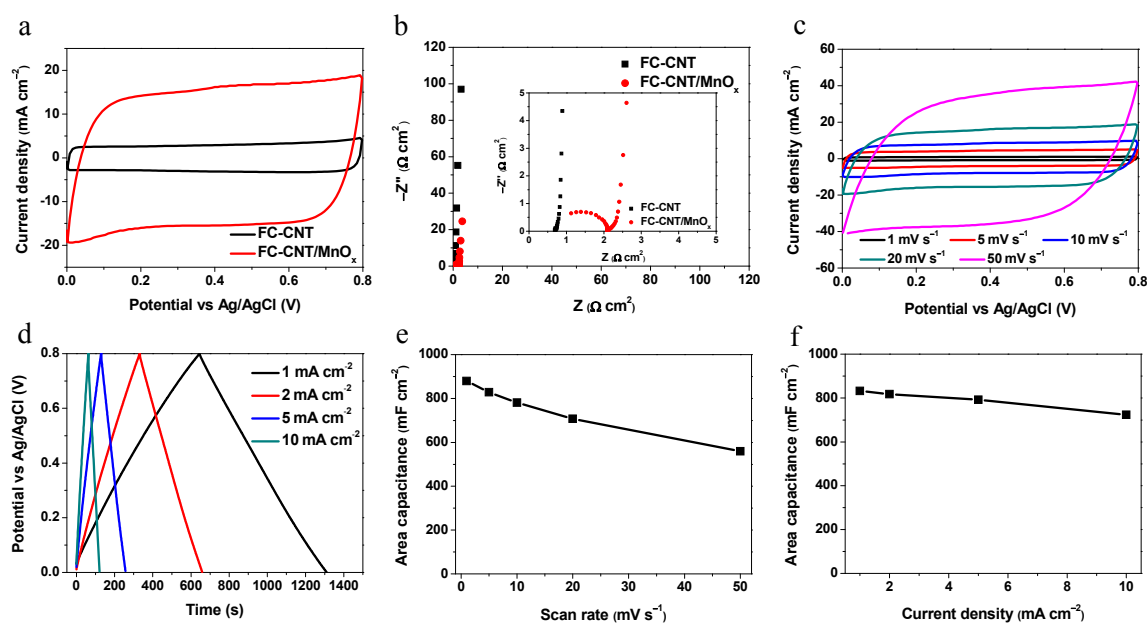 a
Current density (mA cm⁻²)
20
10
0
-10
-20
0.0
0.2
0.4
0.6
0.8
FC-CNT
FC-CNT/MnOₓ
Potential vs Ag/AgCl (V)
b
−Z'' (Ω cm²)
120
100
80
60
40
20
0
0
20
40
60
80
100
120
FC-CNT
FC-CNT/MnOₓ
−Z'' (Ω cm²)
5
4
3
2
1
0
0
1
2
3
4
5
FC-CNT
FC-CNT/MnOₓ
Z (Ω cm²)
Z (Ω cm²)
c
Current density (mA cm⁻²)
60
40
20
0
-20
-40
-60
0.0
0.2
0.4
0.6
0.8
1 mV s⁻¹
5 mV s⁻¹
10 mV s⁻¹
20 mV s⁻¹
50 mV s⁻¹
Potential vs Ag/AgCl (V)
d
Potential vs Ag/AgCl (V)
0.8
0.4
0.0
0
200
400
600
800
1000
1200
1400
1 mA cm⁻²
2 mA cm⁻²
5 mA cm⁻²
10 mA cm⁻²
Time (s)
e
Area capacitance (mF cm⁻²)
1000
800
600
400
200
0
0
10
20
30
40
50
Scan rate (mV s⁻¹)
f
Area capacitance (mF cm⁻²)
1000
800
600
400
200
0
0
2
4
6
8
10
Current density (mA cm⁻²)